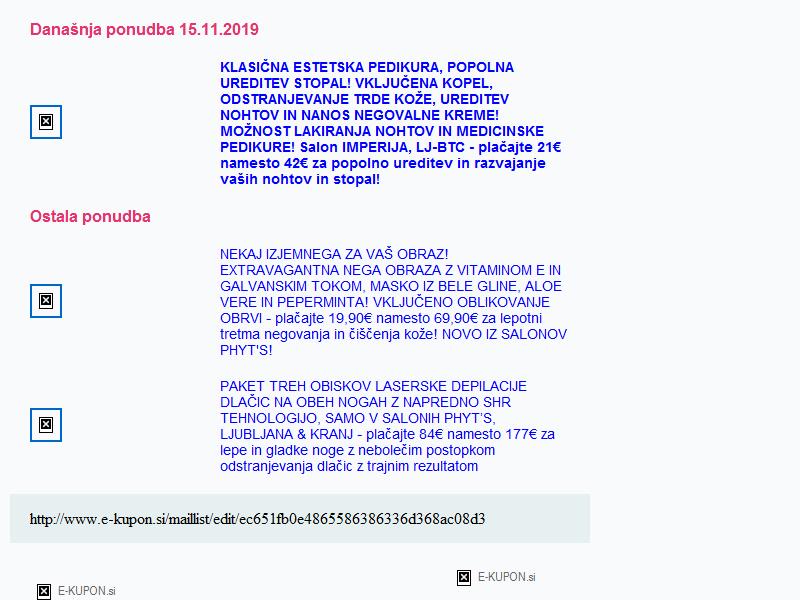 Današnja ponudba 15.11.2019
KLASIČNA ESTETSKA PEDIKURA, POPOLNA
UREDITEV STOPAL! VKLJUČENA KOPEL,
ODSTRANJEVANJE TRDE KOŽE, UREDITEV
NOHTOV IN NANOS NEGOVALNE KREME!
MOŽNOST LAKIRANJA NOHTOV IN MEDICINSKE
PEDIKURE! Salon IMPERIJA, LJ-BTC - plačajte 21€
namesto 42€ za popolno ureditev in razvajanje
vaših nohtov in stopal!
Ostala ponudba
NEKAJ IZJEMNEGA ZA VAŠ OBRAZ!
EXTRAVAGANTNA NEGA OBRAZA Z VITAMINOM E IN
GALVANSKIM TOKOM, MASKO IZ BELE GLINE, ALOE
VERE IN PEPERMINTA! VKLJUČENO OBLIKOVANJE
OBRVI - plačajte 19,90€ namesto 69,90€ za lepotni
tretma negovanja in čiščenja kože! NOVO IZ SALONOV
PHYT'S!
PAKET TREH OBISKOV LASERSKE DEPILACIJE
DLAČIC NA OBEH NOGAH Z NAPREDNO SHR
TEHNOLOGIJO, SAMO V SALONIH PHYT'S,
LJUBLJANA & KRANJ - plačajte 84€ namesto 177€ za
lepe in gladke noge z nebolečim postopkom
odstranjevanja dlačic z trajnim rezultatom
http://www.e-kupon.si/maillist/edit/ec651fb0e4865586386336d368ac08d3
E-KUPON.si
E-KUPON.si